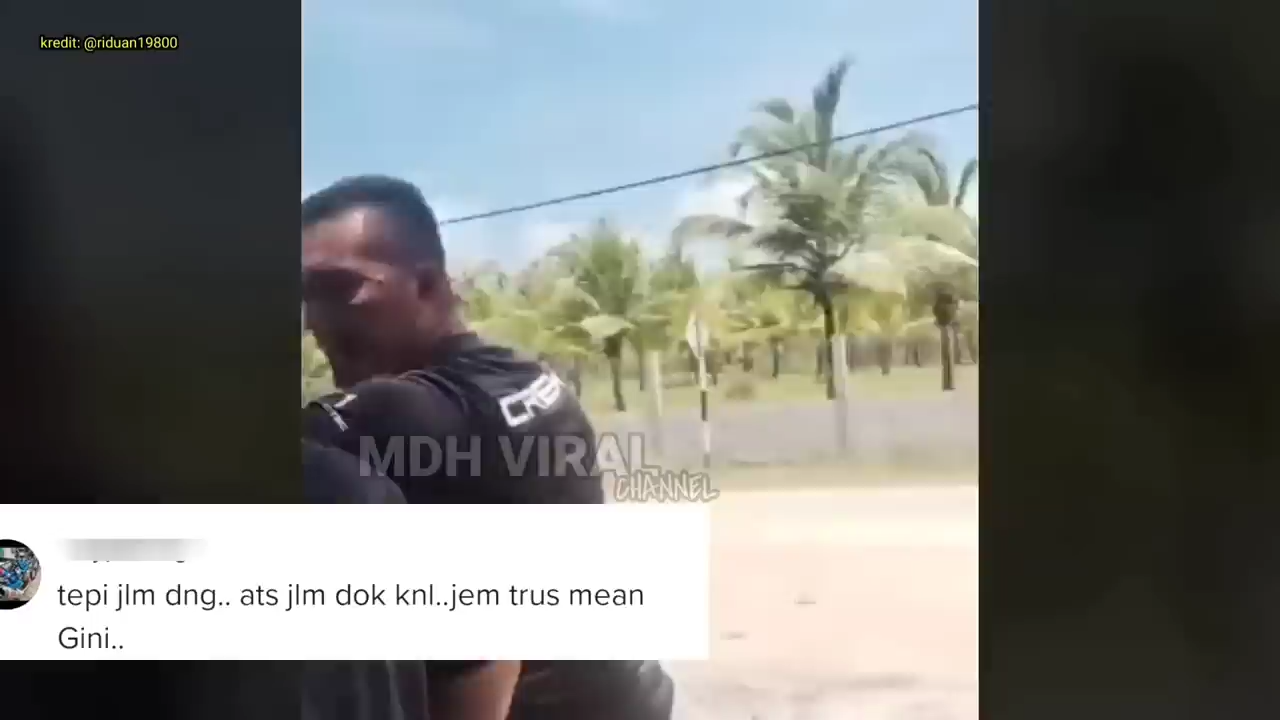 kredit: @riduan19800
MDH VIRAL
CHANNEL
tepi jlm dng.. ats jlm dok knl..jem trus mean
Gini..